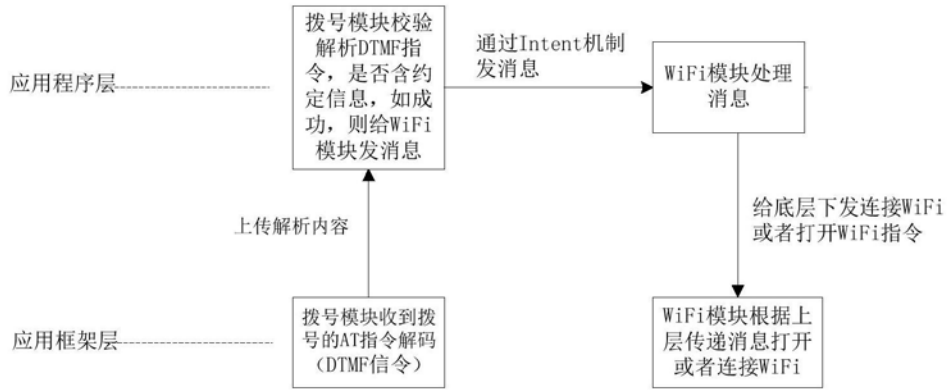 应用程序层
拨号模块校验
解析DTMF指
令，是否含约
定信息，如成
功，则给WiFi
模块发消息
通过Intent机制
发消息
WiFi模块处理
消息
上传解析内容
给底层下发连接WiFi
或者打开WiFi指令
应用框架层
拨号模块收到拨
号的AT指令解码
（DTMF信令）
WiFi模块根据上
层传递消息打开
或者连接WiFi